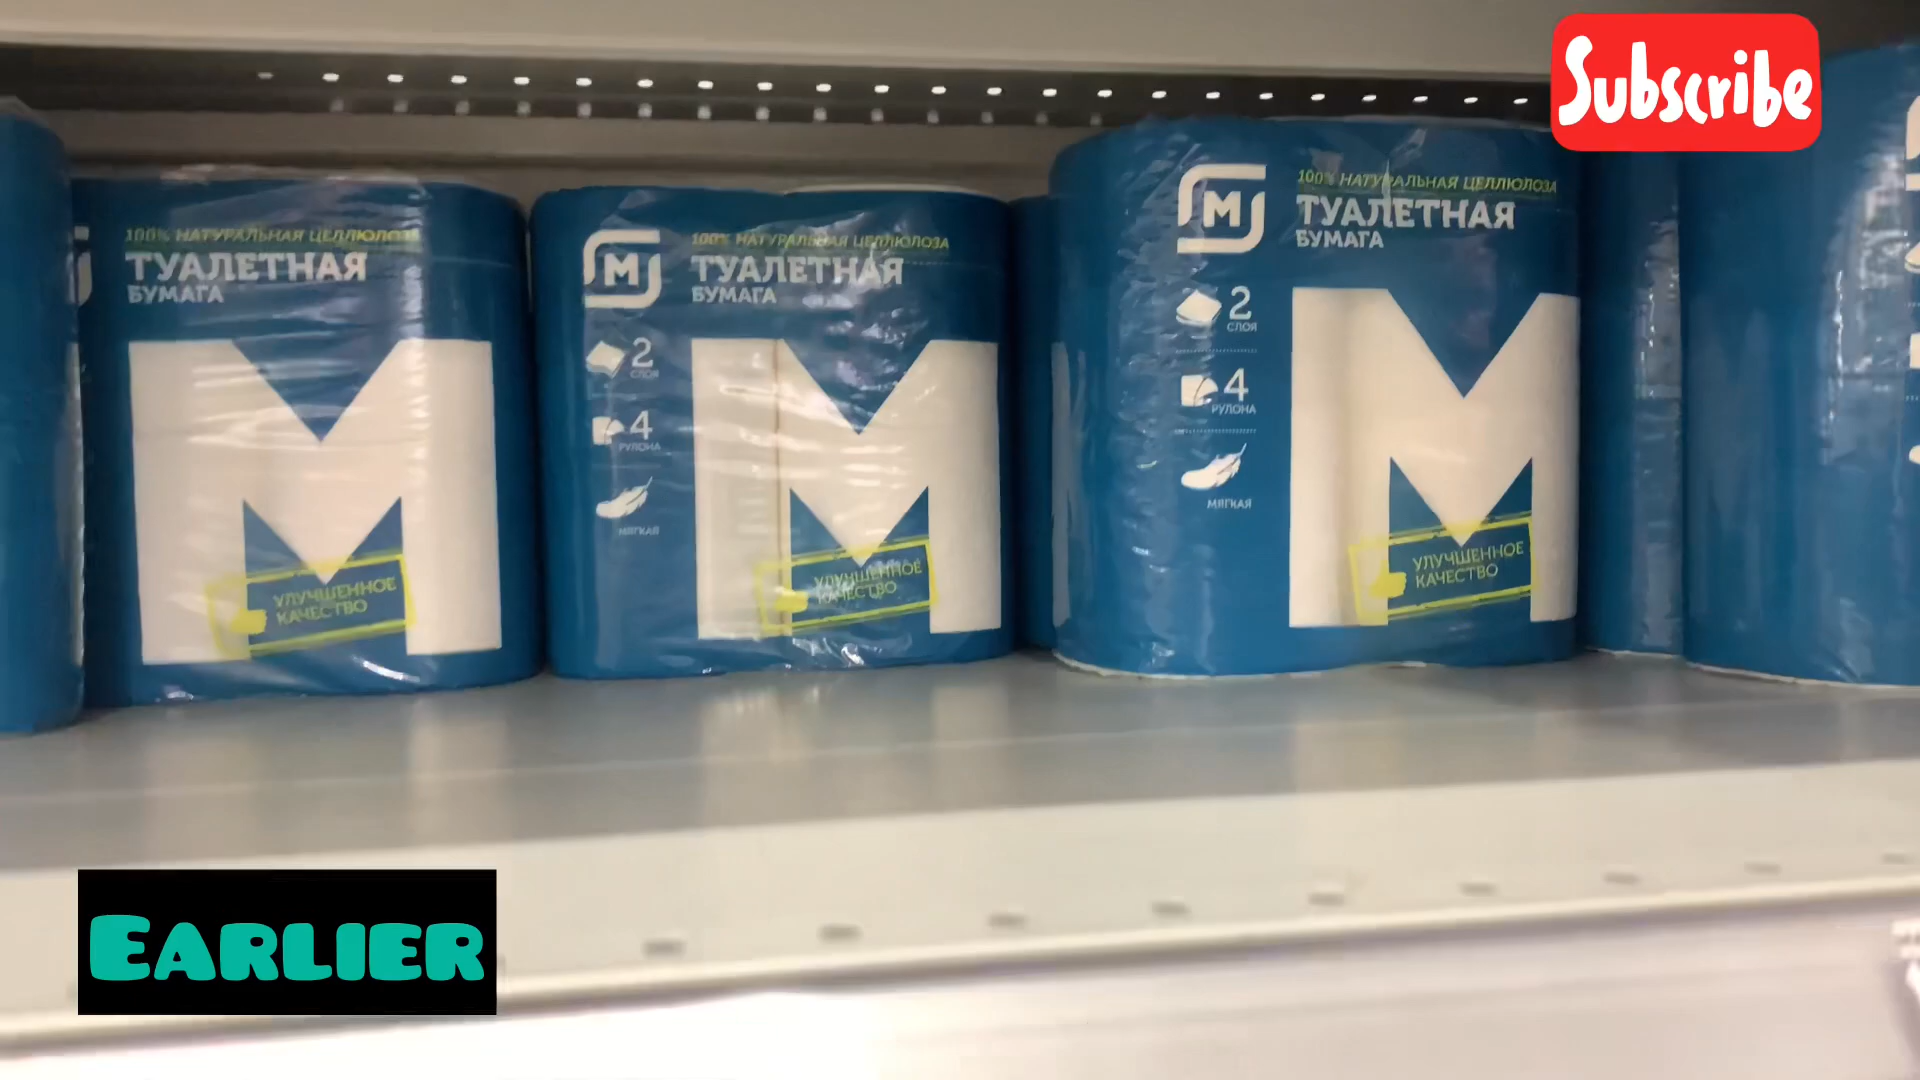 Subscribe
100% НАТУРАЛЬНАЯ ЦЕЛЛЮЛОЗА
ТУАЛЕТНАЯ
БУМАГА
M
УЛУЧШЕННОЕ
КАЧЕСТВО
M
100% НАТУРАЛЬНАЯ ЦЕЛЛЮЛОЗА
ТУАЛЕТНАЯ
БУМАГА
2
СЛОЯ
4
РУЛОНА
МЯГКАЯ
M
УЛУЧШЕННОЕ
КАЧЕСТВО
M
100% НАТУРАЛЬНАЯ ЦЕЛЛЮЛОЗА
ТУАЛЕТНАЯ
БУМАГА
2
СЛОЯ
4
РУЛОНА
МЯГКАЯ
M
УЛУЧШЕННОЕ
КАЧЕСТВО
EARLIER